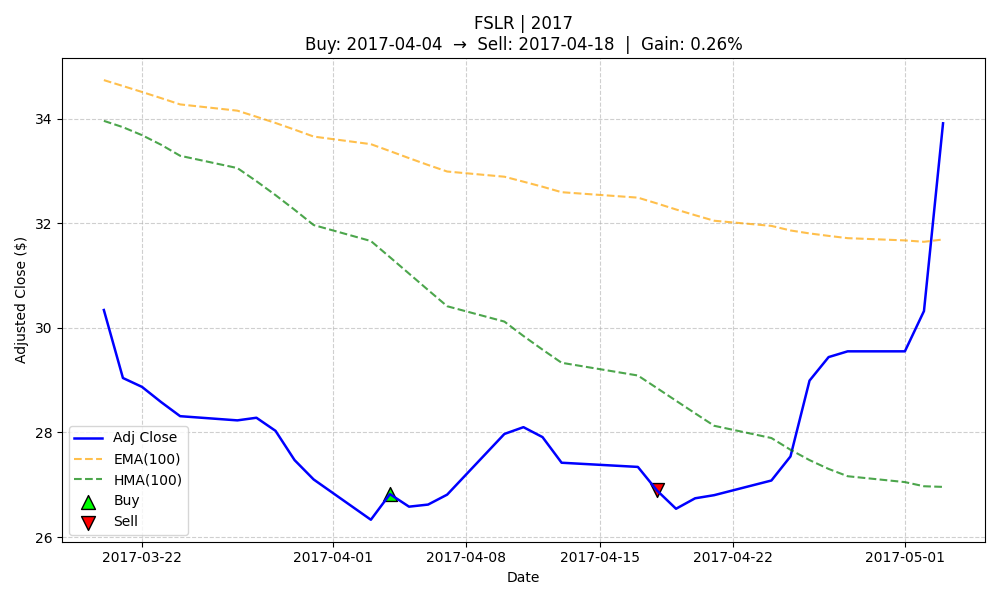 FSLR | 2017
Buy: 2017-04-04 → Sell: 2017-04-18 | Gain: 0.26%
Adjusted Close ($)
34
32
30
28
26
Adj Close
EMA(100)
HMA(100)
Buy
Sell
2017-03-22
2017-04-01
2017-04-08
2017-04-15
2017-04-22
2017-05-01
Date